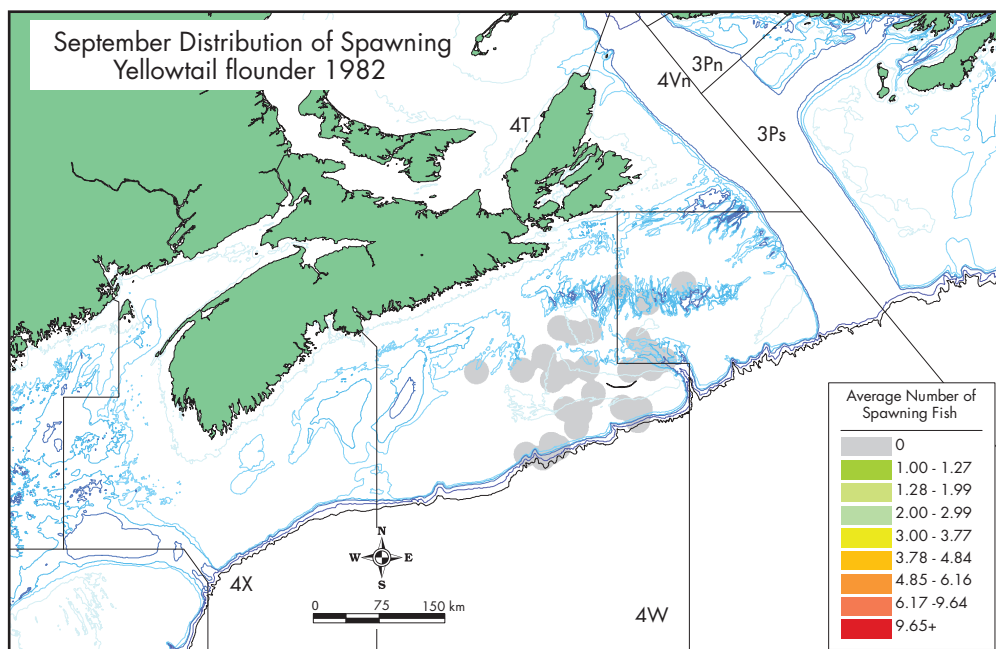 September Distribution of Spawning
Yellowtail flounder 1982
3Pn
4Vn
4T
3Ps
4X
4W
N
W E
S
0 75 150 km
Average Number of
Spawning Fish
0
1.00 - 1.27
1.28 - 1.99
2.00 - 2.99
3.00 - 3.77
3.78 - 4.84
4.85 - 6.16
6.17 -9.64
9.65+